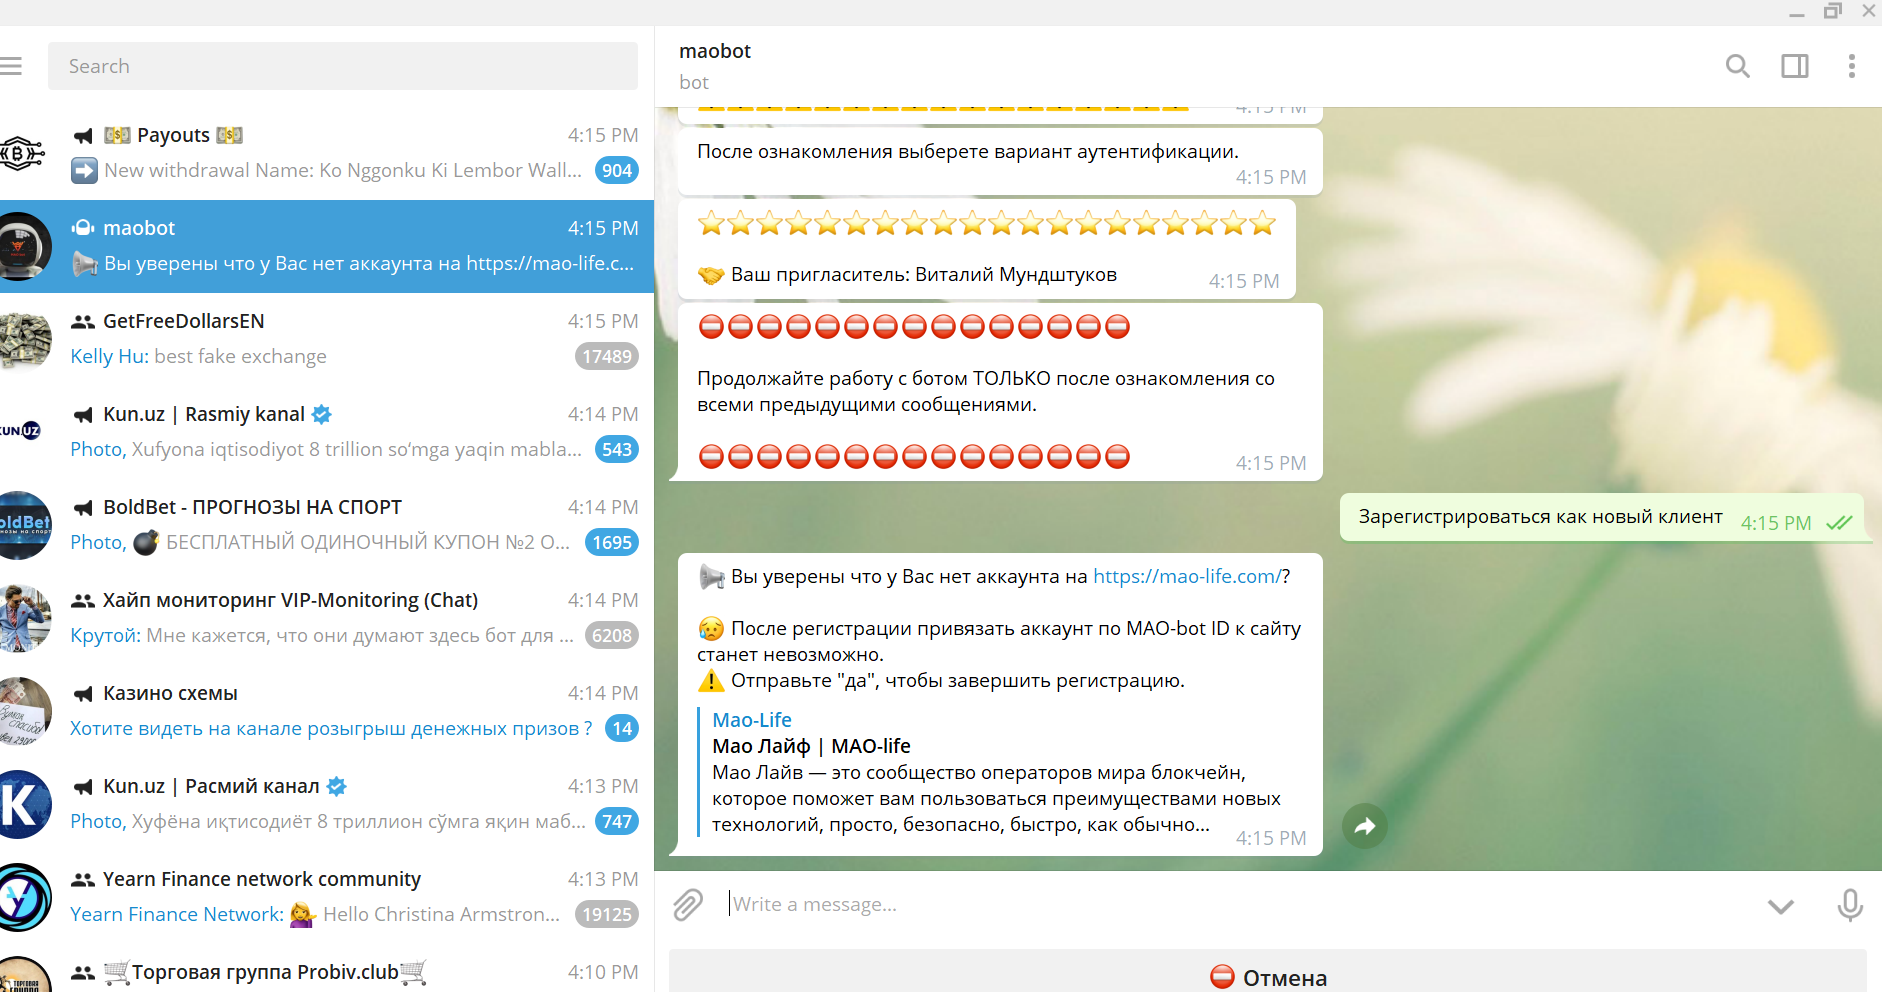 Search
Payouts
4:15 PM
New withdrawal Name: Ko Nggonku Ki Lembor Wall...
904
maobot
4:15 PM
Вы уверены что у Вас нет аккаунта на https://mao-life.c...
GetFreeDollarsEN
4:15 PM
Kelly Hu: best fake exchange
17489
KUN.UZ
Kun.uz | Rasmiy kanal
4:14 PM
Photo, Xufyona iqtisodiyot 8 trillion so‘mga yaqin mabla...
543
BoldBet - ПРОГНОЗЫ НА СПОРТ
4:14 PM
Photo, БЕСПЛАТНЫЙ ОДИНОЧНЫЙ КУПОН №2 О...
1695
Хайп мониторинг VIP-Monitoring (Chat)
4:14 PM
Крутой: Мне кажется, что они думают здесь бот для ...
6208
Казино схемы
4:14 PM
Хотите видеть на канале розыгрыш денежных призов ?
14
K
Kun.uz | Расмий канал
4:13 PM
Photo, Хуфёна иқтисодиёт 8 триллион сўмга яқин маб...
747
Yearn Finance network community
4:13 PM
Yearn Finance Network: Hello Christina Armstron...
19125
Торговая группа Probiv.club
4:10 PM
maobot
bot
4:15 PM
После ознакомления выберете вариант аутентификации.
4:15 PM
Ваш пригласитель: Виталий Мундштуков
4:15 PM
Продолжайте работу с ботом ТОЛЬКО после ознакомления со
всеми предыдущими сообщениями.
4:15 PM
Зарегистрироваться как новый клиент
4:15 PM
Вы уверены что у Вас нет аккаунта на https://mao-life.com/?
После регистрации привязать аккаунт по MAO-bot ID к сайту
станет невозможно.
Отправьте "да", чтобы завершить регистрацию.
Mao-Life
Мао Лайф | MAO-life
Мао Лайв — это сообщество операторов мира блокчейн,
которое поможет вам пользоваться преимуществами новых
технологий, просто, безопасно, быстро, как обычно...
4:15 PM
Write a message...
Отмена